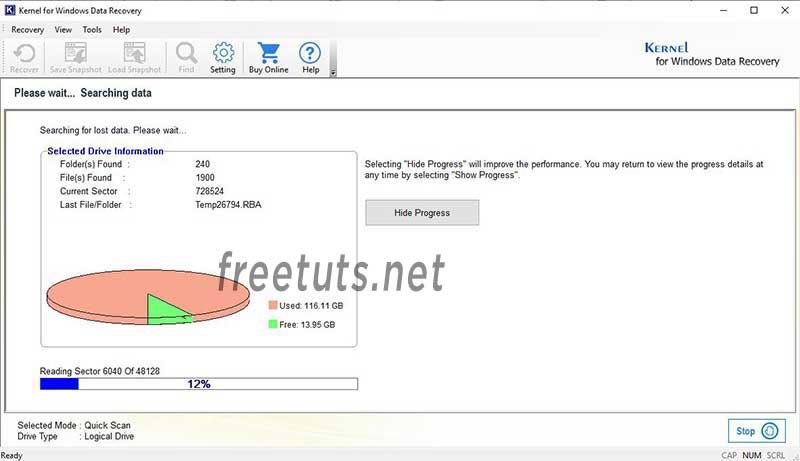 Kernel for Windows Data Recovery
Recovery View Tools Help
Recover Save Snapshot Load Snapshot Find Setting Buy Online Help
KERNEL
for Windows Data Recovery
Please wait... Searching data
Searching for lost data. Please wait...
Selected Drive Information
Folder(s) Found : 240
File(s) Found : 1900
Current Sector : 728524
Last File/Folder : Temp26794.RBA
Selecting "Hide Progress" will improve the performance. You may return to view the progress details at
any time by selecting "Show Progress".
Hide Progress
freetuts.net
Used: 116.11 GB
Free: 13.95 GB
Reading Sector 6040 Of 48128
12%
Selected Mode : Quick Scan
Drive Type : Logical Drive
Stop
Ready CAP NUM SCRL